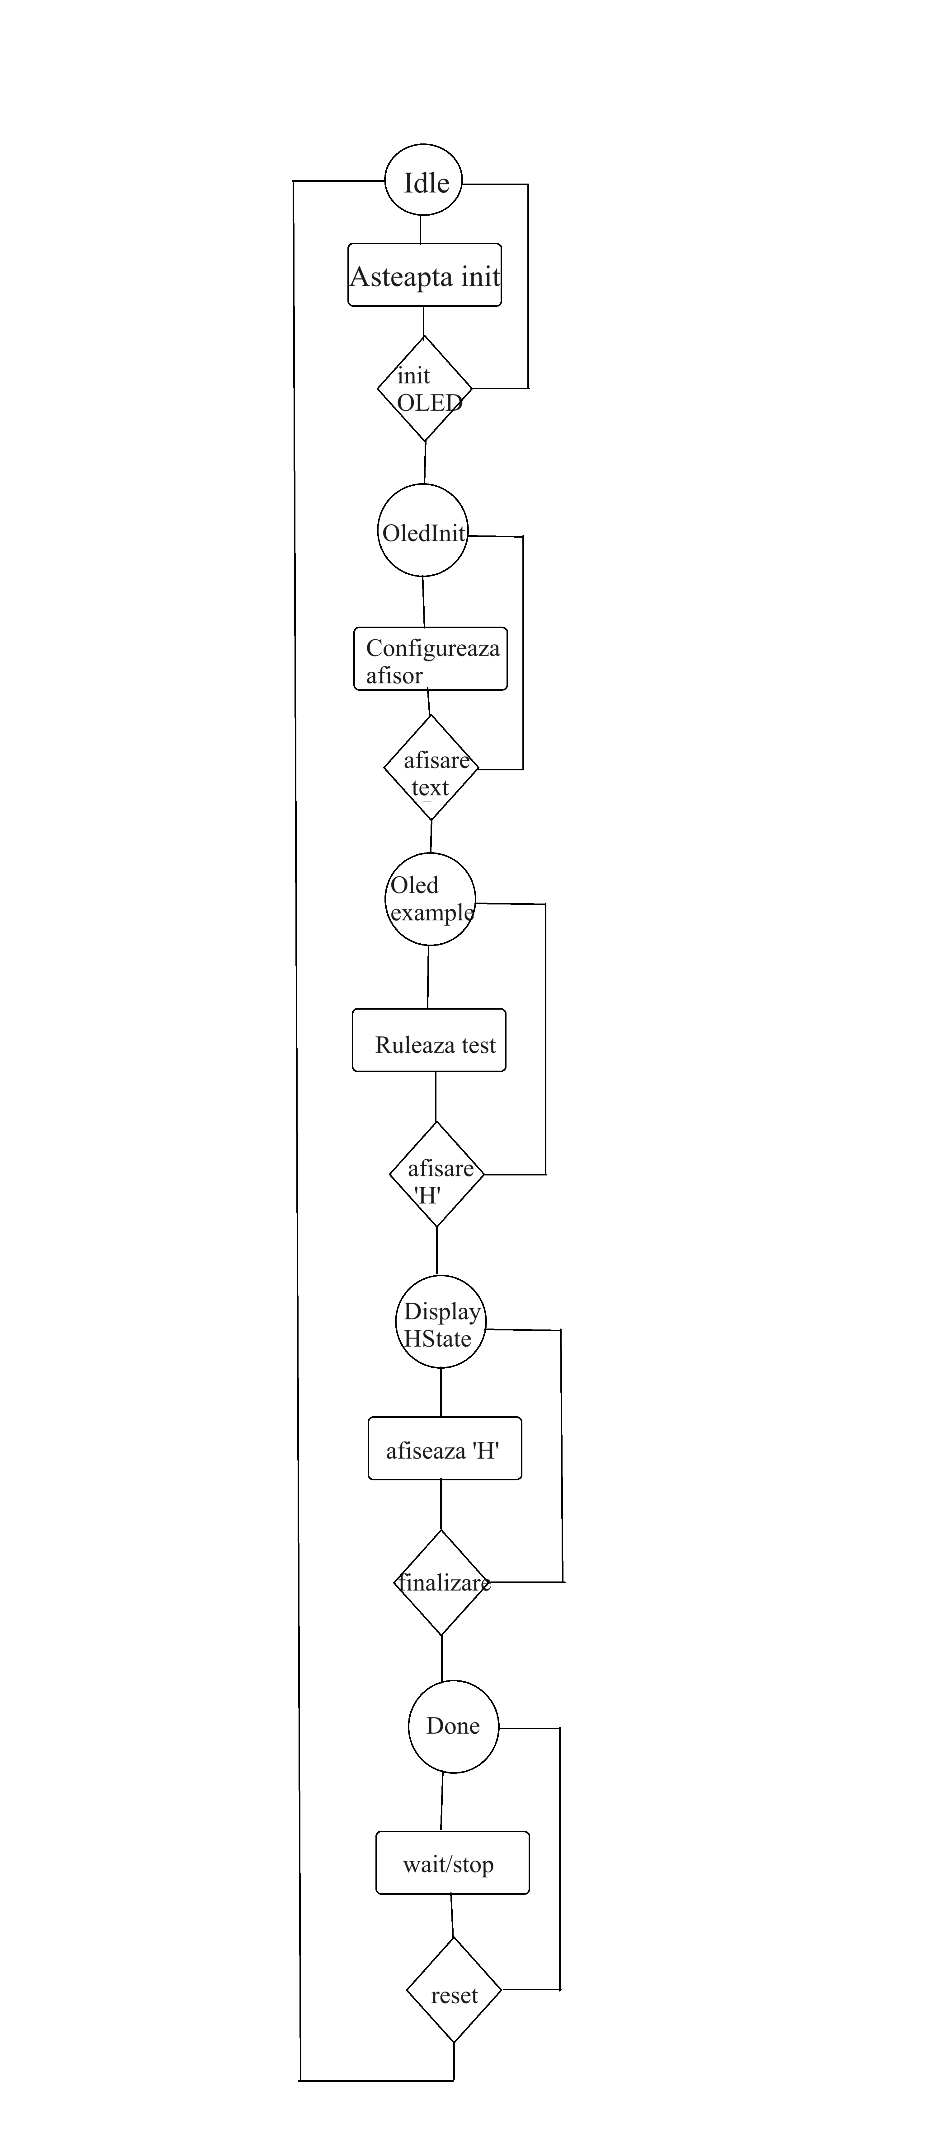 Idle
Asteapta init
init
OLED
OledInit
Configureaza
afisor
afisare
text
Oled
example
Ruleaza test
afisare
'H'
Display
HState
afiseaza 'H'
finalizare
Done
wait/stop
reset